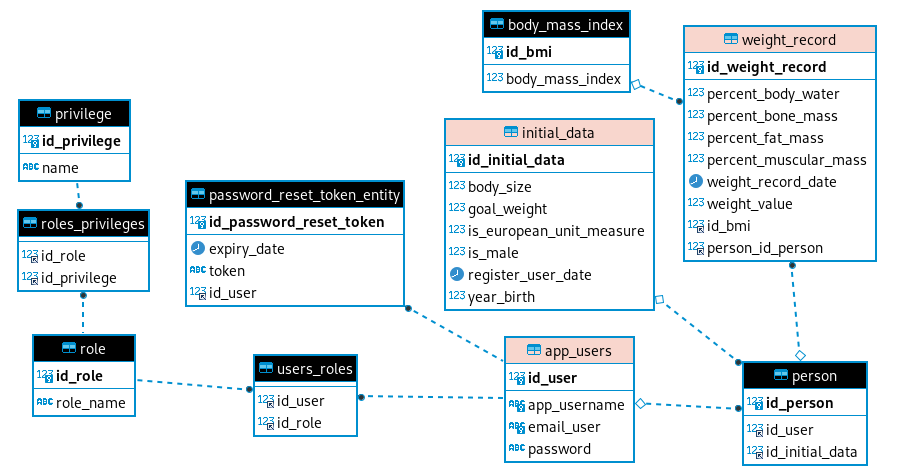 body_mass_index
123 id_bmi
123 body_mass_index
weight_record
123 id_weight_record
123 percent_body_water
123 percent_bone_mass
123 percent_fat_mass
123 percent_muscular_mass
weight_record_date
123 weight_value
123 id_bmi
123 person_id_person
privilege
123 id_privilege
ABC name
initial_data
123 id_initial_data
123 body_size
123 goal_weight
123 is_european_unit_measure
123 is_male
register_user_date
123 year_birth
password_reset_token_entity
123 id_password_reset_token
expiry_date
ABC token
123 id_user
roles_privileges
123 id_role
123 id_privilege
role
123 id_role
ABC role_name
users_roles
123 id_user
123 id_role
app_users
123 id_user
ABC app_username
ABC email_user
ABC password
person
123 id_person
123 id_user
123 id_initial_data